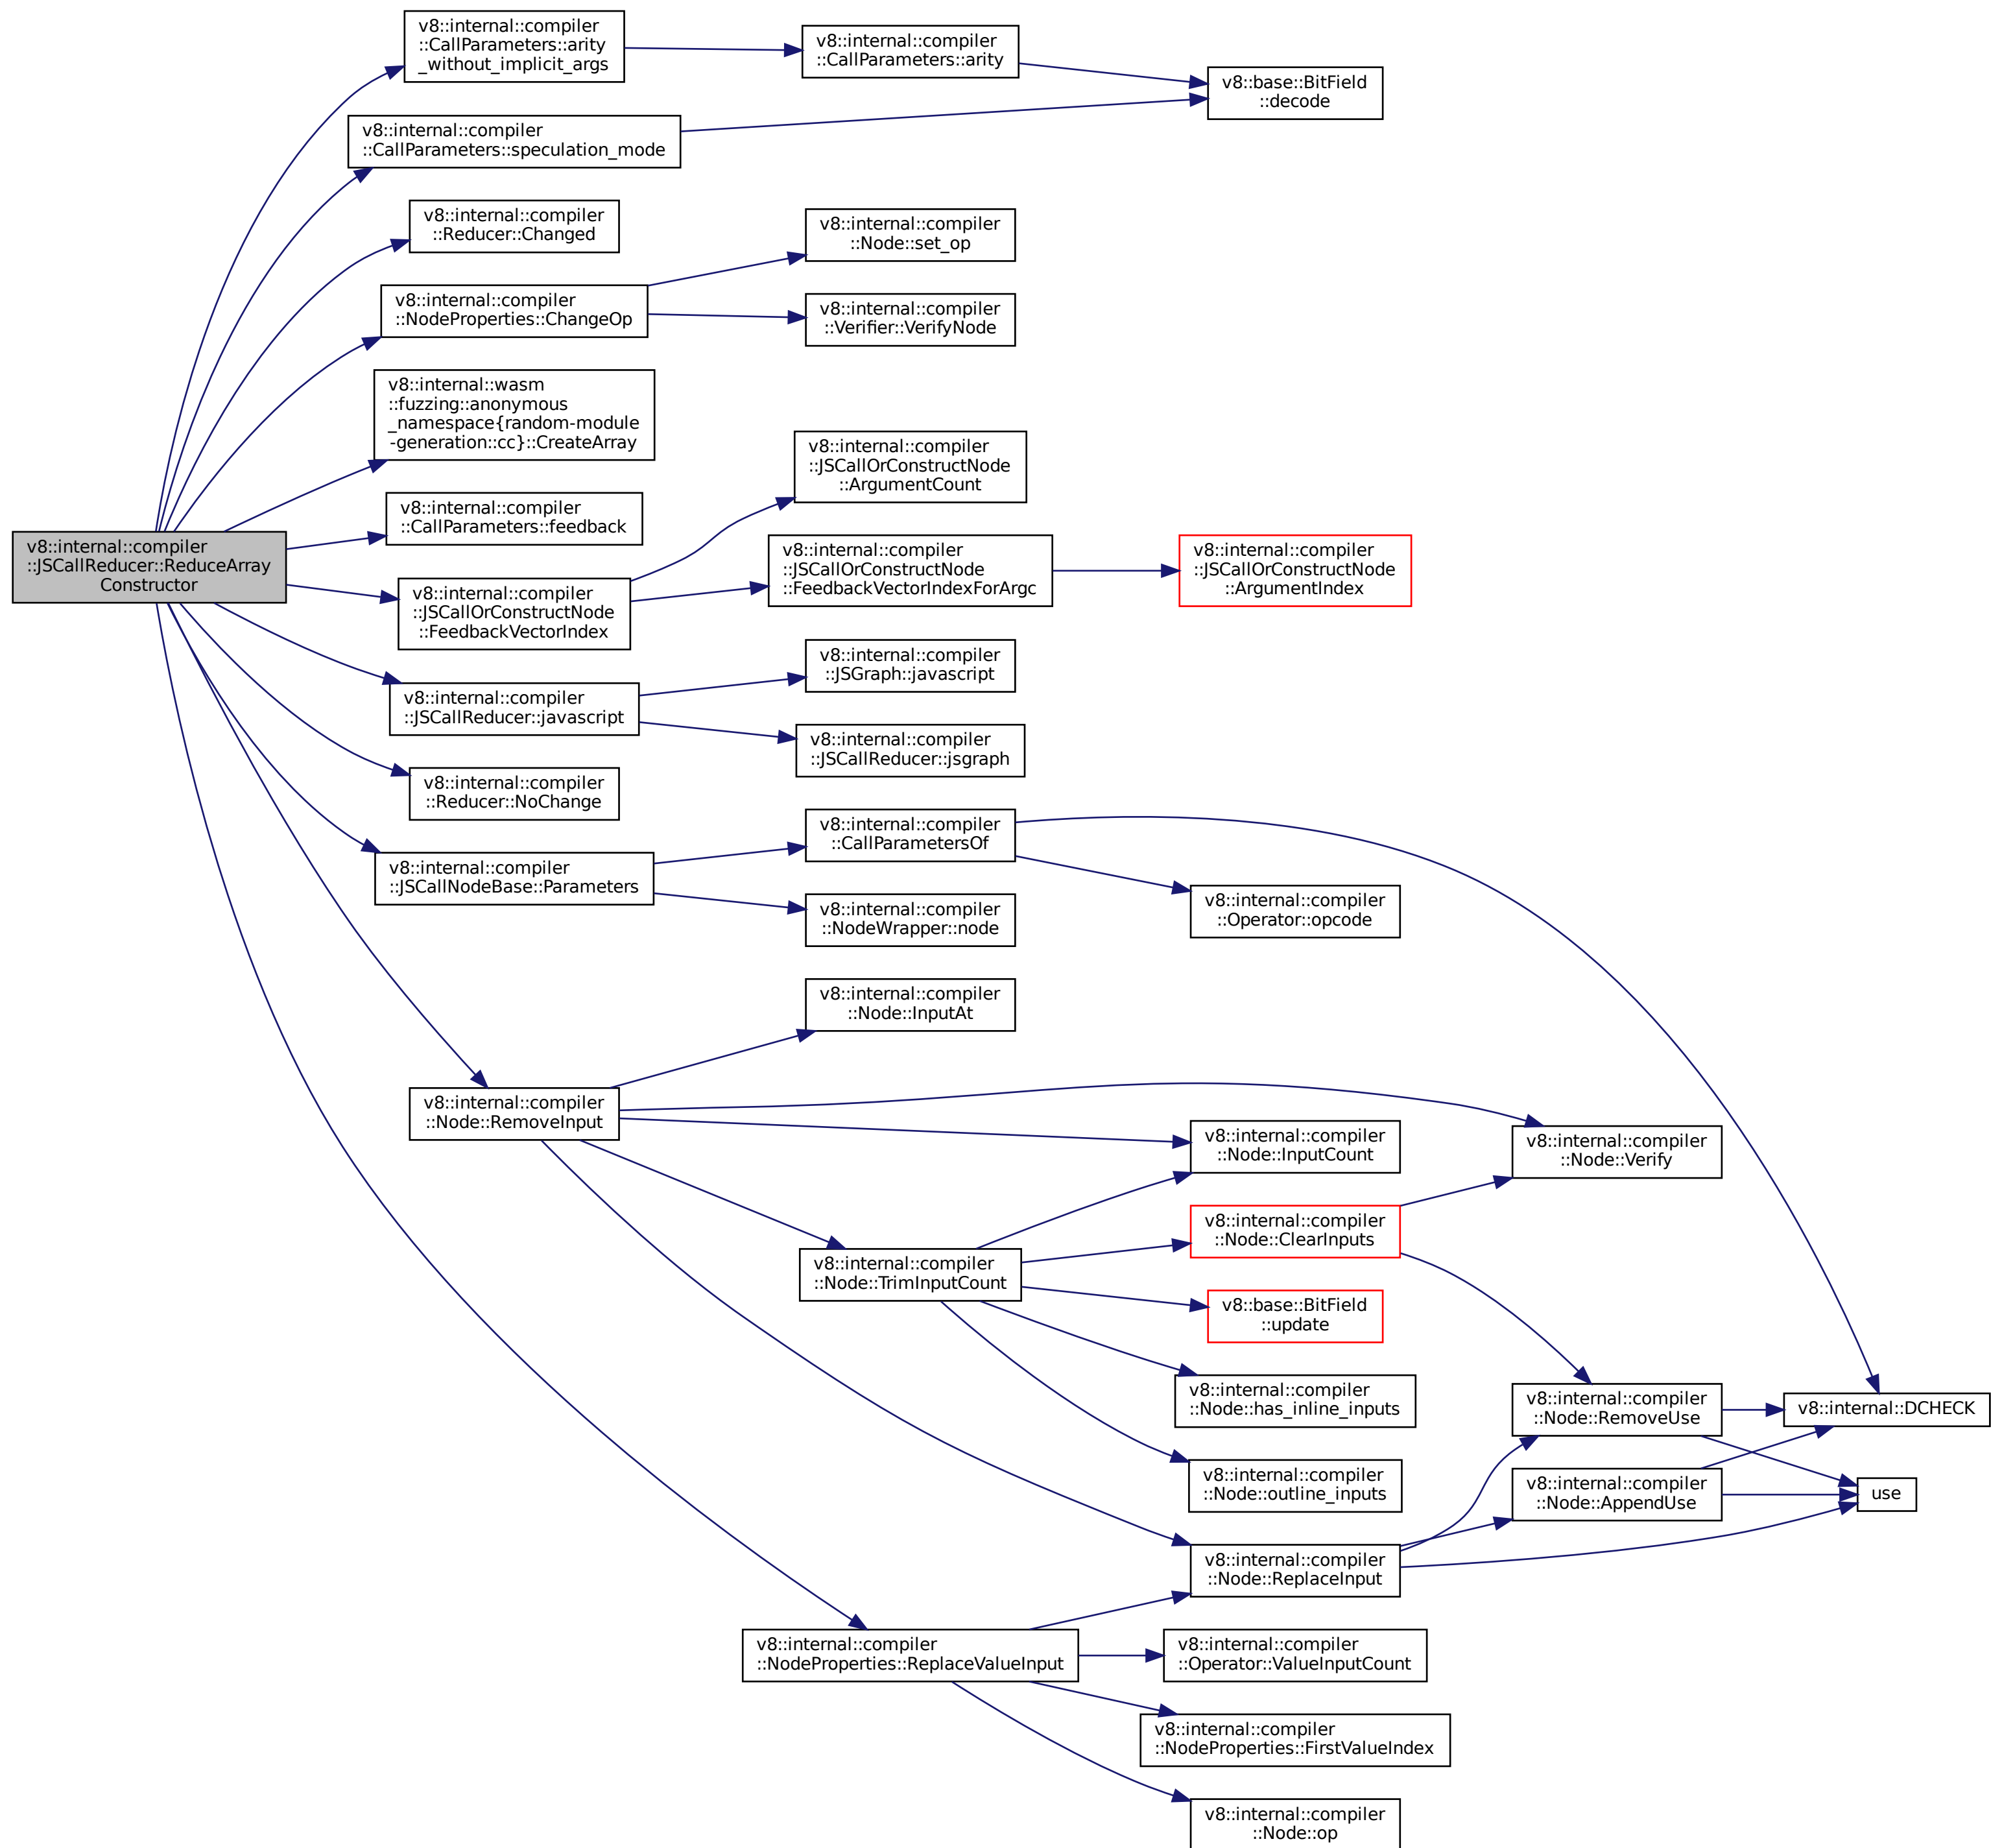 v8::internal::compiler
::JSCallReducer::ReduceArray
Constructor
v8::internal::compiler
::CallParameters::arity
_without_implicit_args
v8::internal::compiler
::CallParameters::arity
v8::base::BitField
::decode
v8::internal::compiler
::CallParameters::speculation_mode
v8::internal::compiler
::Reducer::Changed
v8::internal::compiler
::NodeProperties::ChangeOp
v8::internal::compiler
::Node::set_op
v8::internal::compiler
::Verifier::VerifyNode
v8::internal::wasm
::fuzzing::anonymous
_namespace{random-module
-generation::cc}::CreateArray
v8::internal::compiler
::CallParameters::feedback
v8::internal::compiler
::JSCallOrConstructNode
::FeedbackVectorIndex
v8::internal::compiler
::JSCallOrConstructNode
::ArgumentCount
v8::internal::compiler
::JSCallOrConstructNode
::FeedbackVectorIndexForArgc
v8::internal::compiler
::JSCallOrConstructNode
::ArgumentIndex
v8::internal::compiler
::JSCallReducer::javascript
v8::internal::compiler
::JSGraph::javascript
v8::internal::compiler
::JSCallReducer::jsgraph
v8::internal::compiler
::Reducer::NoChange
v8::internal::compiler
::JSCallNodeBase::Parameters
v8::internal::compiler
::CallParametersOf
v8::internal::compiler
::Operator::opcode
v8::internal::compiler
::NodeWrapper::node
v8::internal::compiler
::Node::InputAt
v8::internal::compiler
::Node::RemoveInput
v8::internal::compiler
::Node::InputCount
v8::internal::compiler
::Node::Verify
v8::internal::compiler
::Node::TrimInputCount
v8::internal::compiler
::Node::ClearInputs
v8::base::BitField
::update
v8::internal::compiler
::Node::has_inline_inputs
v8::internal::compiler
::Node::outline_inputs
v8::internal::compiler
::Node::RemoveUse
v8::internal::DCHECK
v8::internal::compiler
::Node::AppendUse
use
v8::internal::compiler
::Node::ReplaceInput
v8::internal::compiler
::NodeProperties::ReplaceValueInput
v8::internal::compiler
::Operator::ValueInputCount
v8::internal::compiler
::NodeProperties::FirstValueIndex
v8::internal::compiler
::Node::op